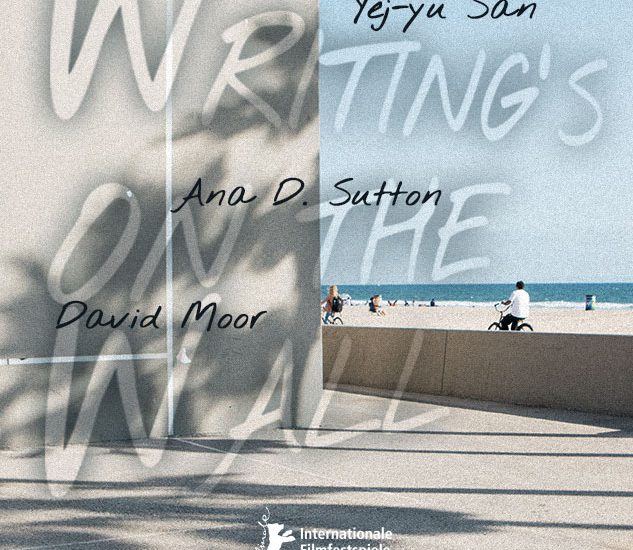 Yej-yu San
WRITING'S
Ana D. Sutton
ON THE
David Moor
WALL
Internationale
Filmfestspiele